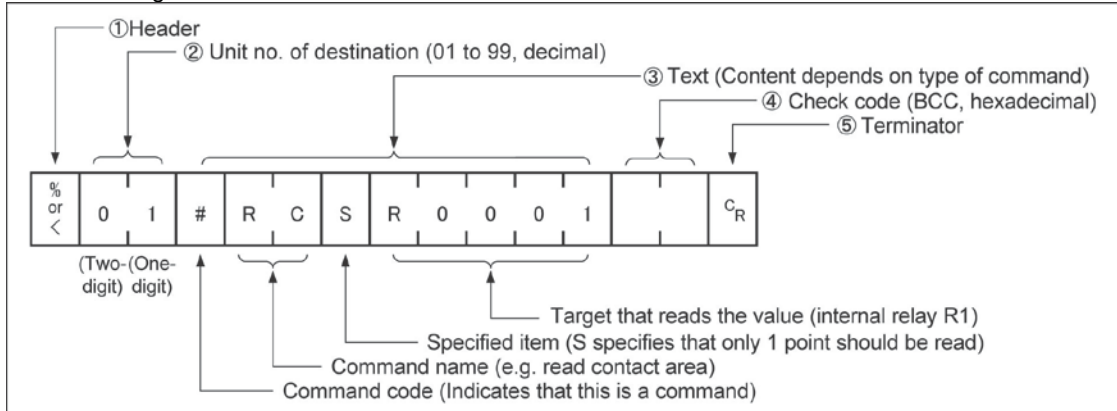 ①Header
② Unit no. of destination (01 to 99, decimal)
③ Text (Content depends on type of command)
④ Check code (BCC, hexadecimal)
⑤ Terminator
% or < 0 1 # R C S R 0 0 0 1 CR
(Two-digit) (One-digit)
Target that reads the value (internal relay R1)
Specified item (S specifies that only 1 point should be read)
Command name (e.g. read contact area)
Command code (Indicates that this is a command)